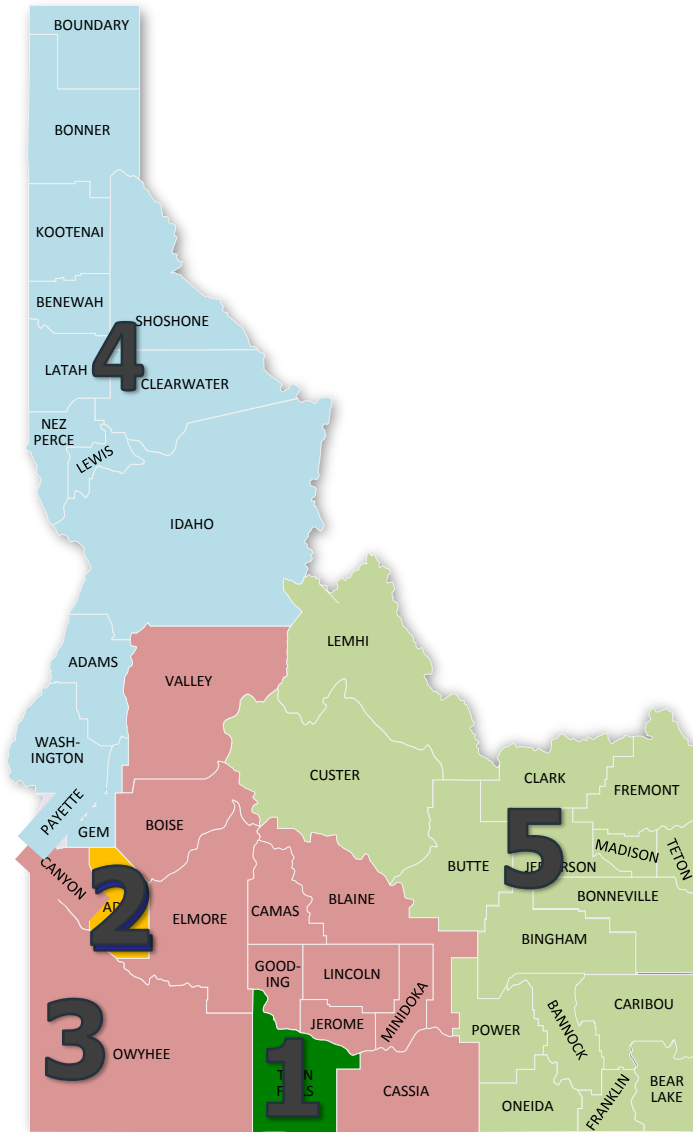 BOUNDARY
BONNER
KOOTENAI
BENEWAH
SHOSHONE
4
LATAH
CLEARWATER
NEZ
PERCE
LEWIS
IDAHO
LEMHI
ADAMS
VALLEY
WASH-
INGTON
CUSTER
CLARK
FREMONT
PAYETTE
GEM
BOISE
5
MADISON
TETON
BUTTE
JEFFERSON
CANYON
2
BONNEVILLE
BLAINE
ELMORE
CAMAS
BINGHAM
GOOD-
ING
LINCOLN
MINIDOKA
CARIBOU
BANNOCK
JEROME
POWER
3
OWYHEE
1
CASSIA
BEAR
LAKE
FRANKLIN
ONEIDA